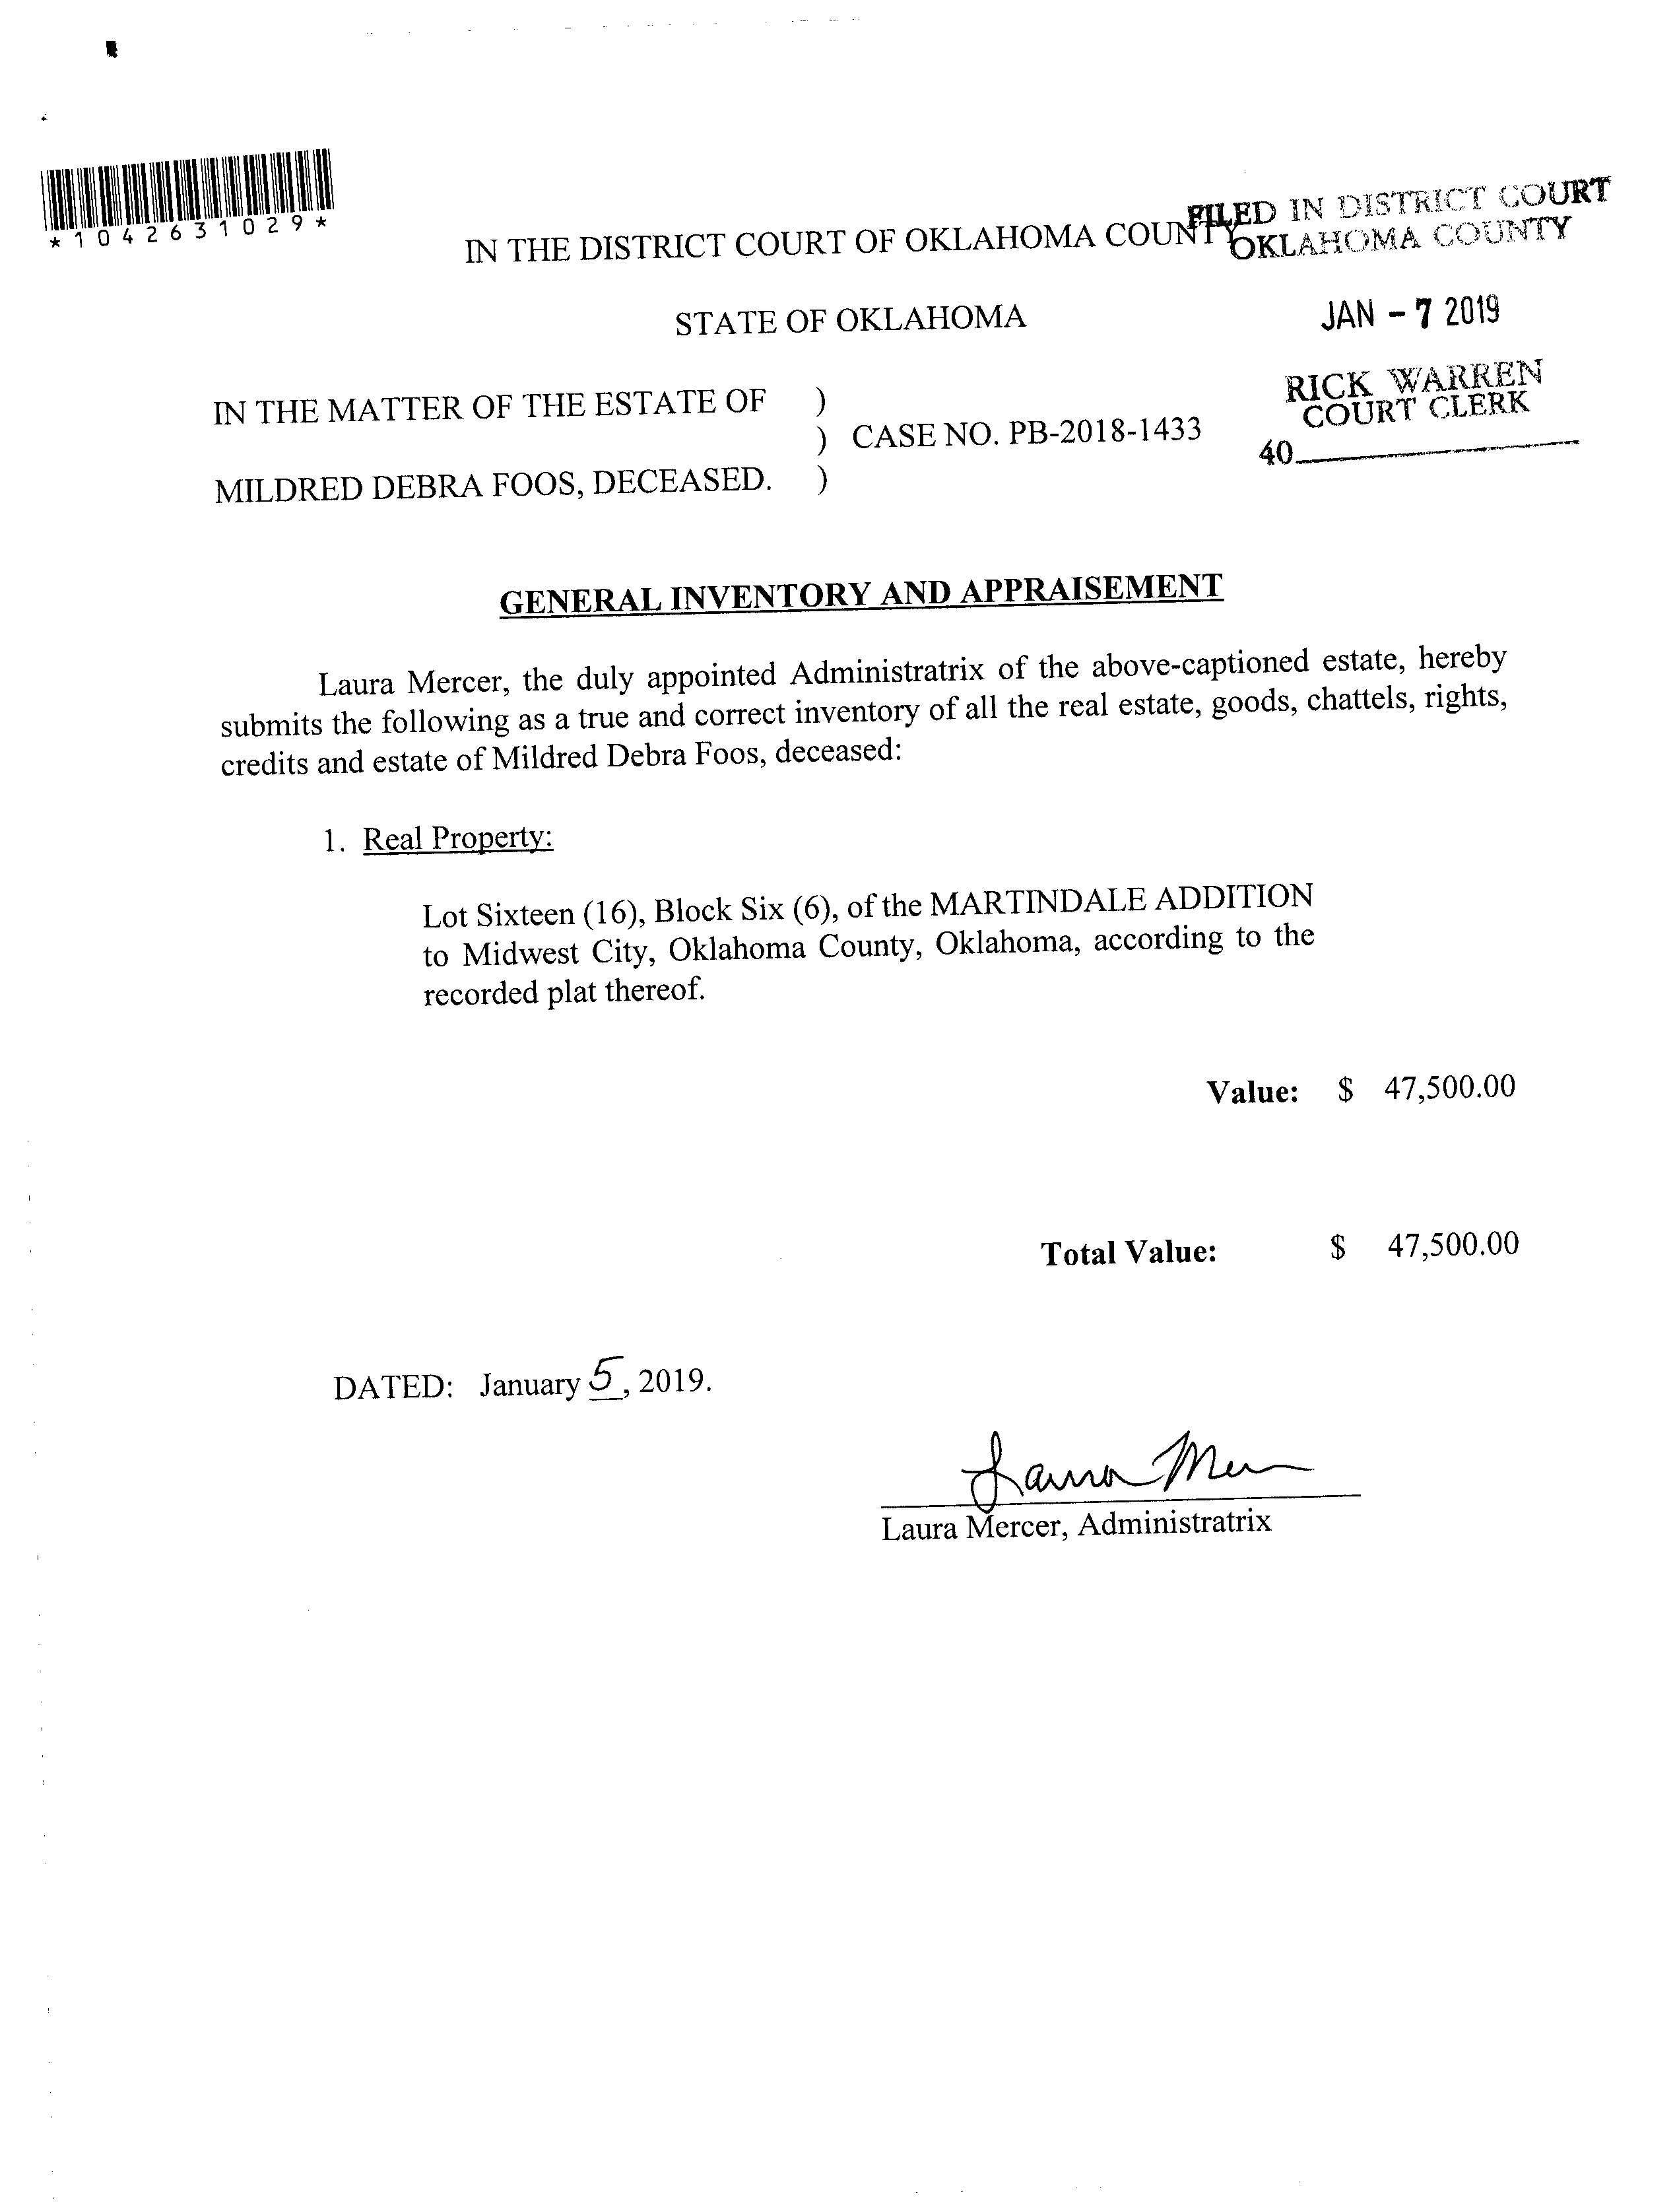 *1042631029*
FILED IN DISTRICT COURT
OKLAHOMA COUNTY
IN THE DISTRICT COURT OF OKLAHOMA COUNTY
STATE OF OKLAHOMA
JAN - 7 2019
RICK WARREN
COURT CLERK
40
IN THE MATTER OF THE ESTATE OF )
) CASE NO. PB-2018-1433
MILDRED DEBRA FOOS, DECEASED. )
GENERAL INVENTORY AND APPRAISEMENT
Laura Mercer, the duly appointed Administratrix of the above-captioned estate, hereby
submits the following as a true and correct inventory of all the real estate, goods, chattels, rights,
credits and estate of Mildred Debra Foos, deceased:
1. Real Property:
Lot Sixteen (16), Block Six (6), of the MARTINDALE ADDITION
to Midwest City, Oklahoma County, Oklahoma, according to the
recorded plat thereof.
Value: $ 47,500.00
Total Value: $ 47,500.00
DATED: January 5, 2019.
Laura Mer
Laura Mercer, Administratrix